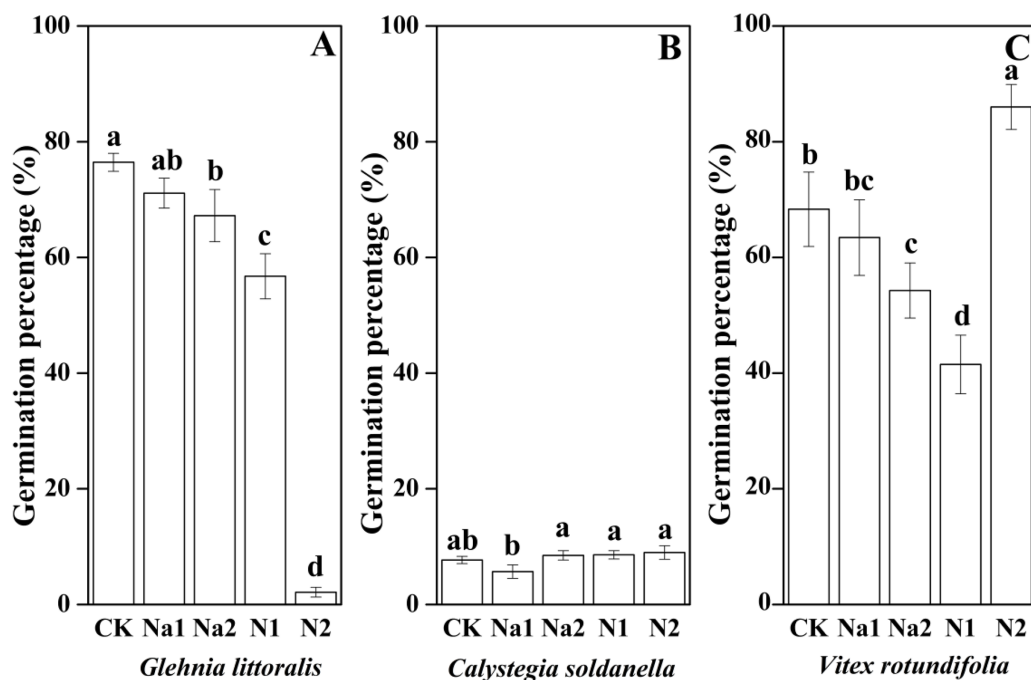 A
Germination percentage (%)
100
80
60
40
20
0
a
ab
b
c
d
CK Na1 Na2 N1 N2
Glehnia littoralis
B
Germination percentage (%)
100
80
60
40
20
0
ab
b
a
a
a
CK Na1 Na2 N1 N2
Calystegia soldanella
C
Germination percentage (%)
100
80
60
40
20
0
b
bc
c
d
a
CK Na1 Na2 N1 N2
Vitex rotundifolia